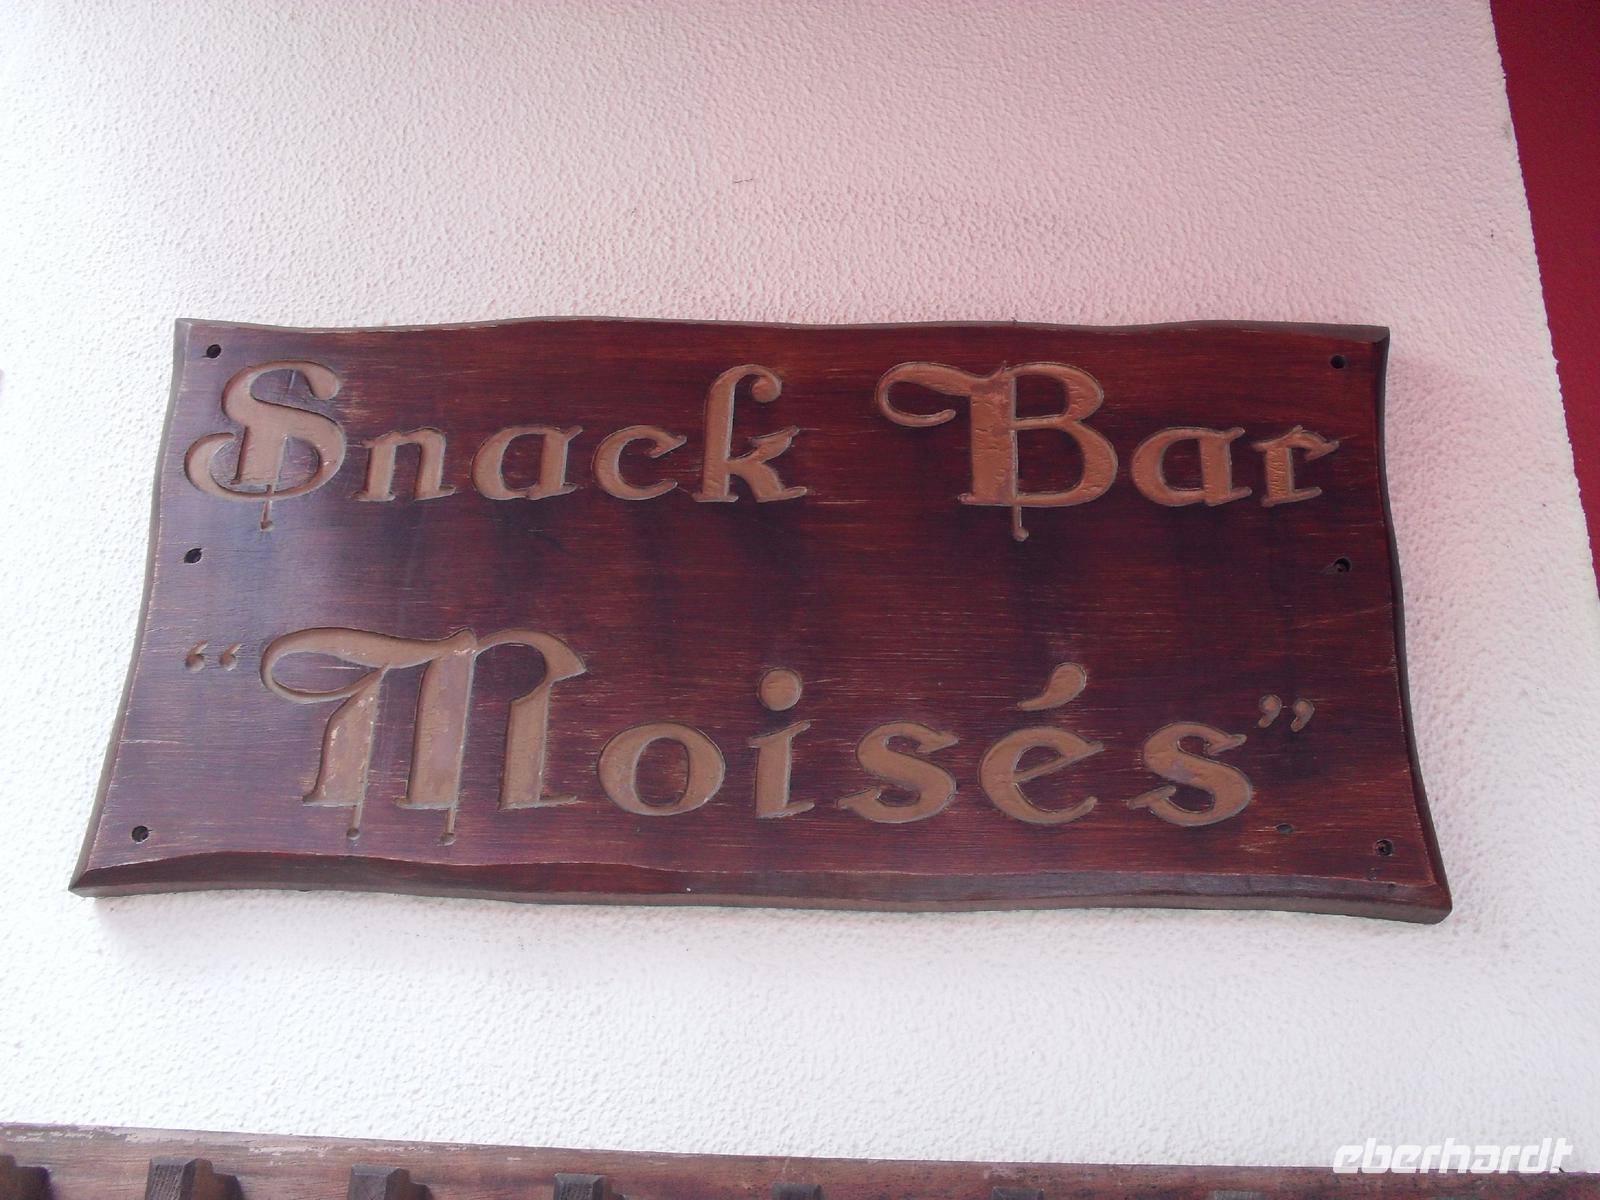 Snack Bar
“Moisés”
eberhardt